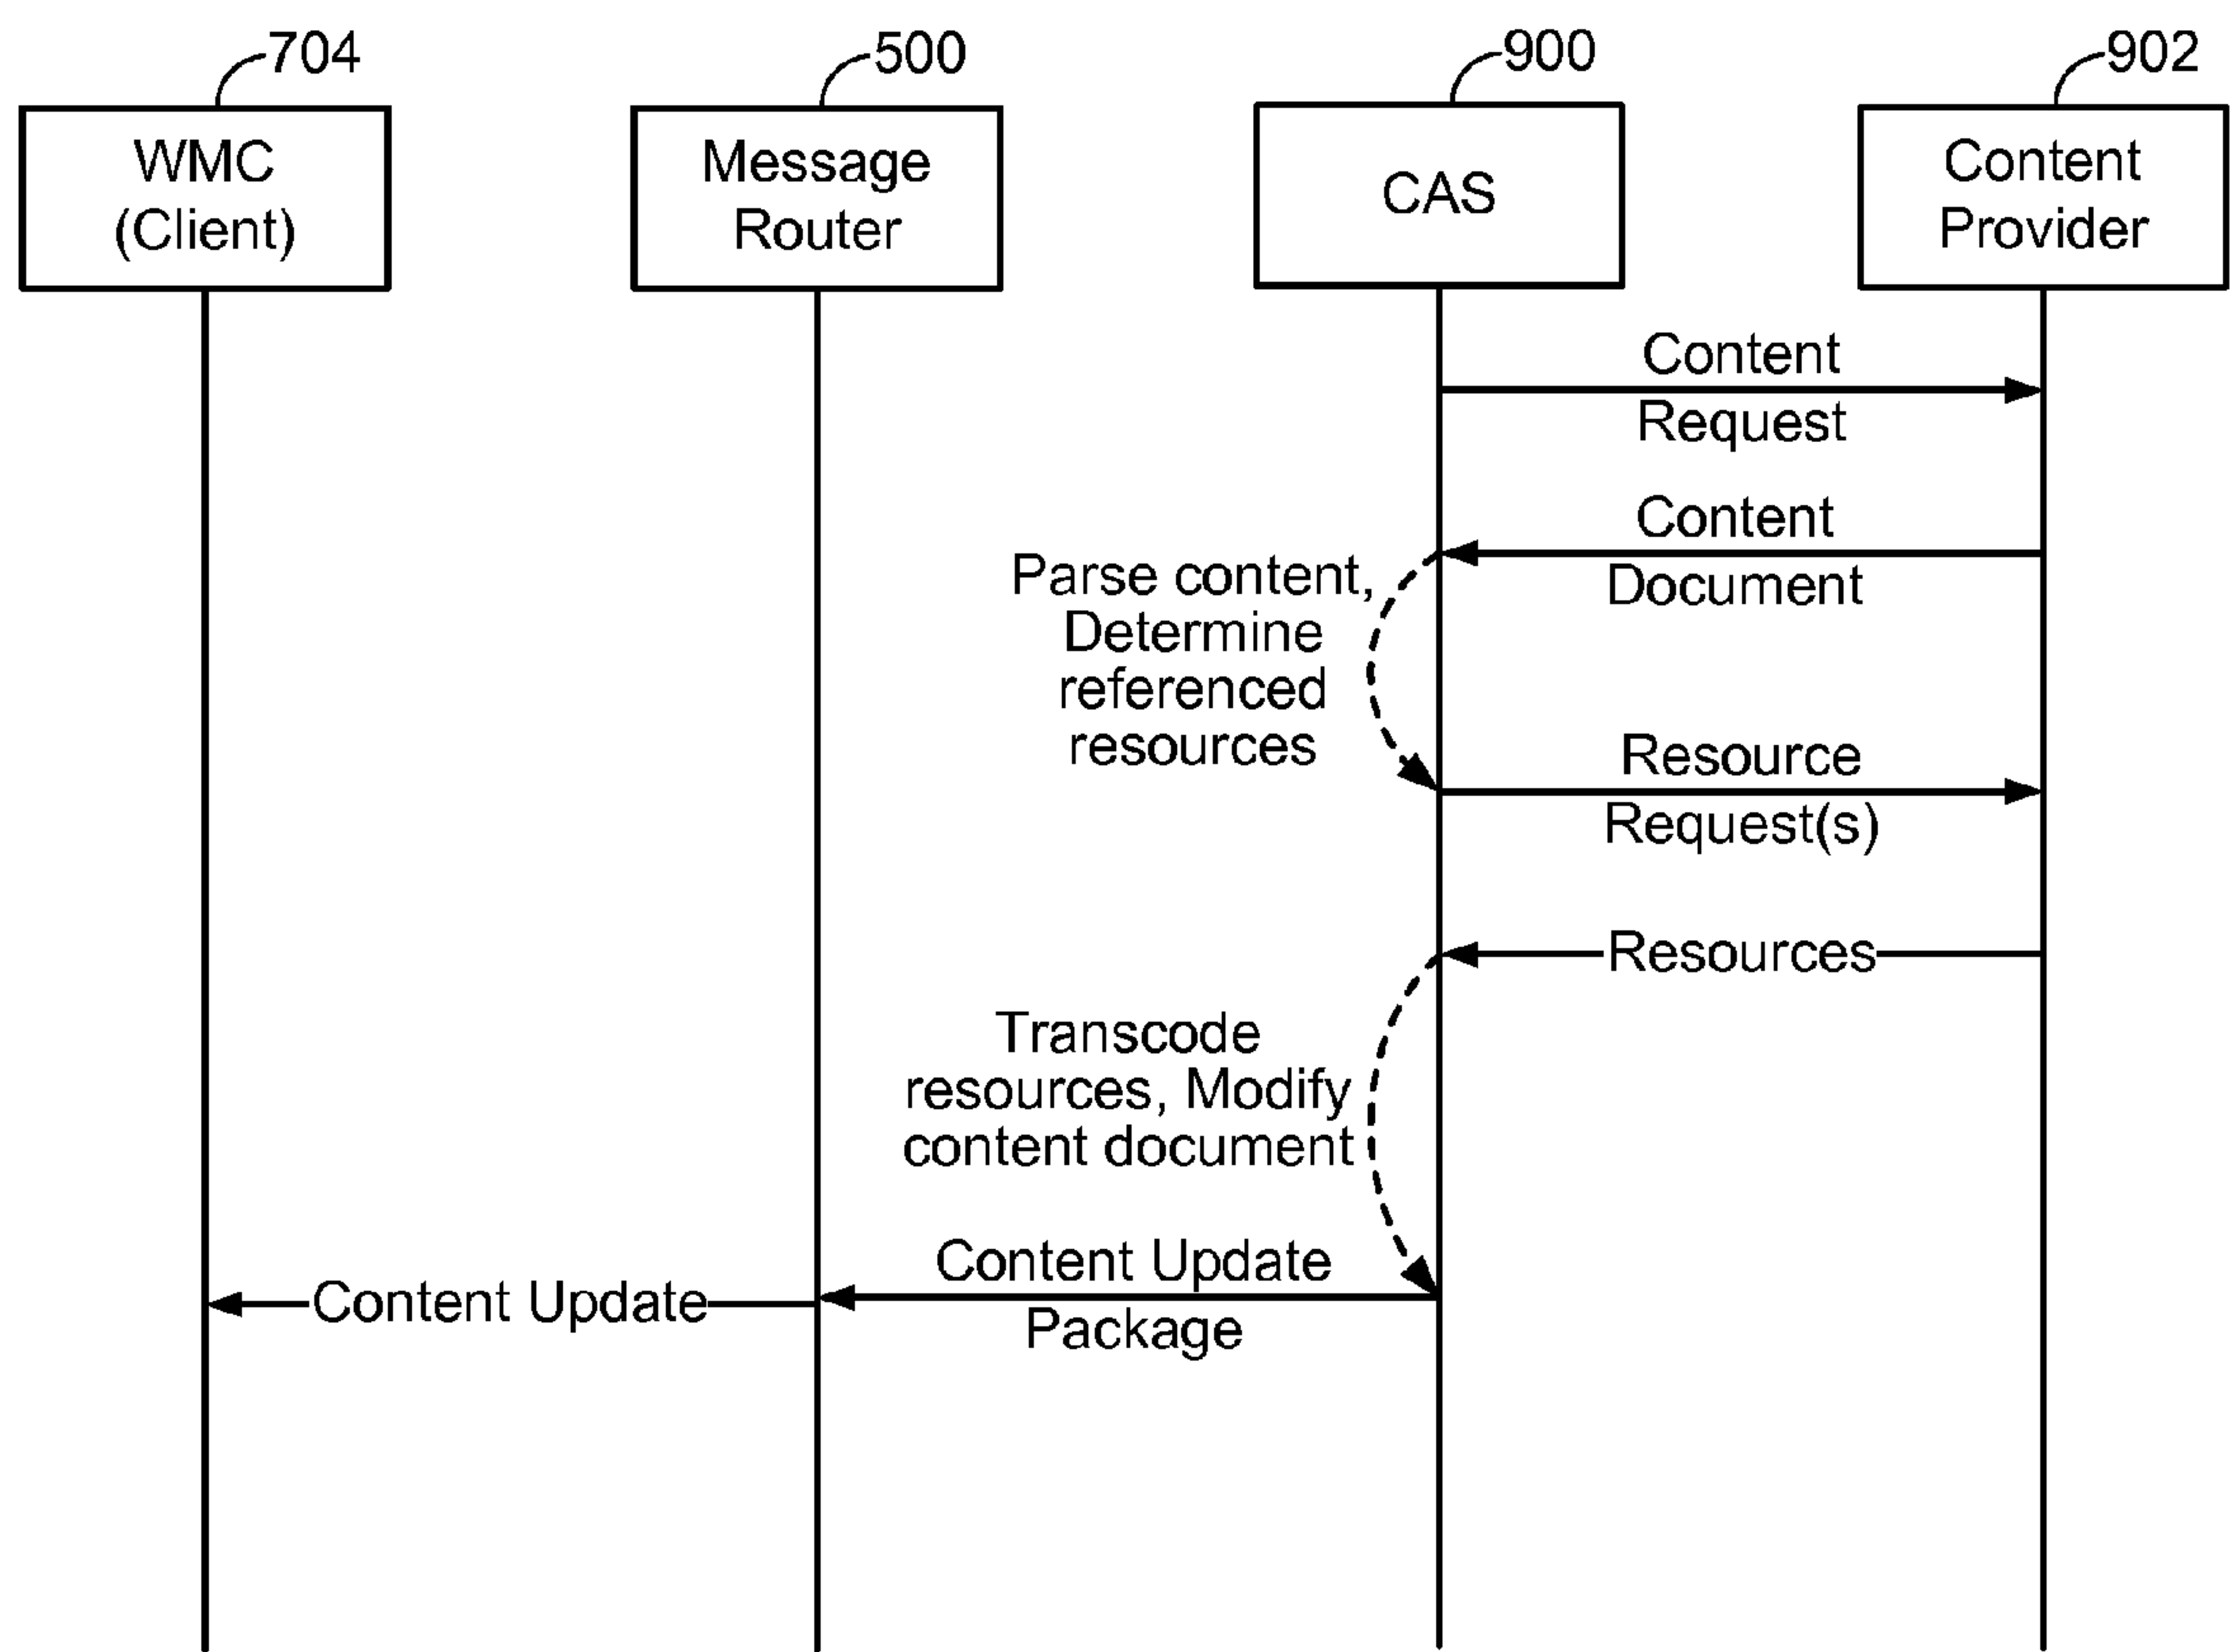 704
500
900
902
WMC
(Client)
Message
Router
CAS
Content
Provider
Content
Request
Content
Document
Parse content,
Determine
referenced
resources
Resource
Request(s)
Resources
Transcode
resources, Modify
content document
Content Update
Package
Content Update